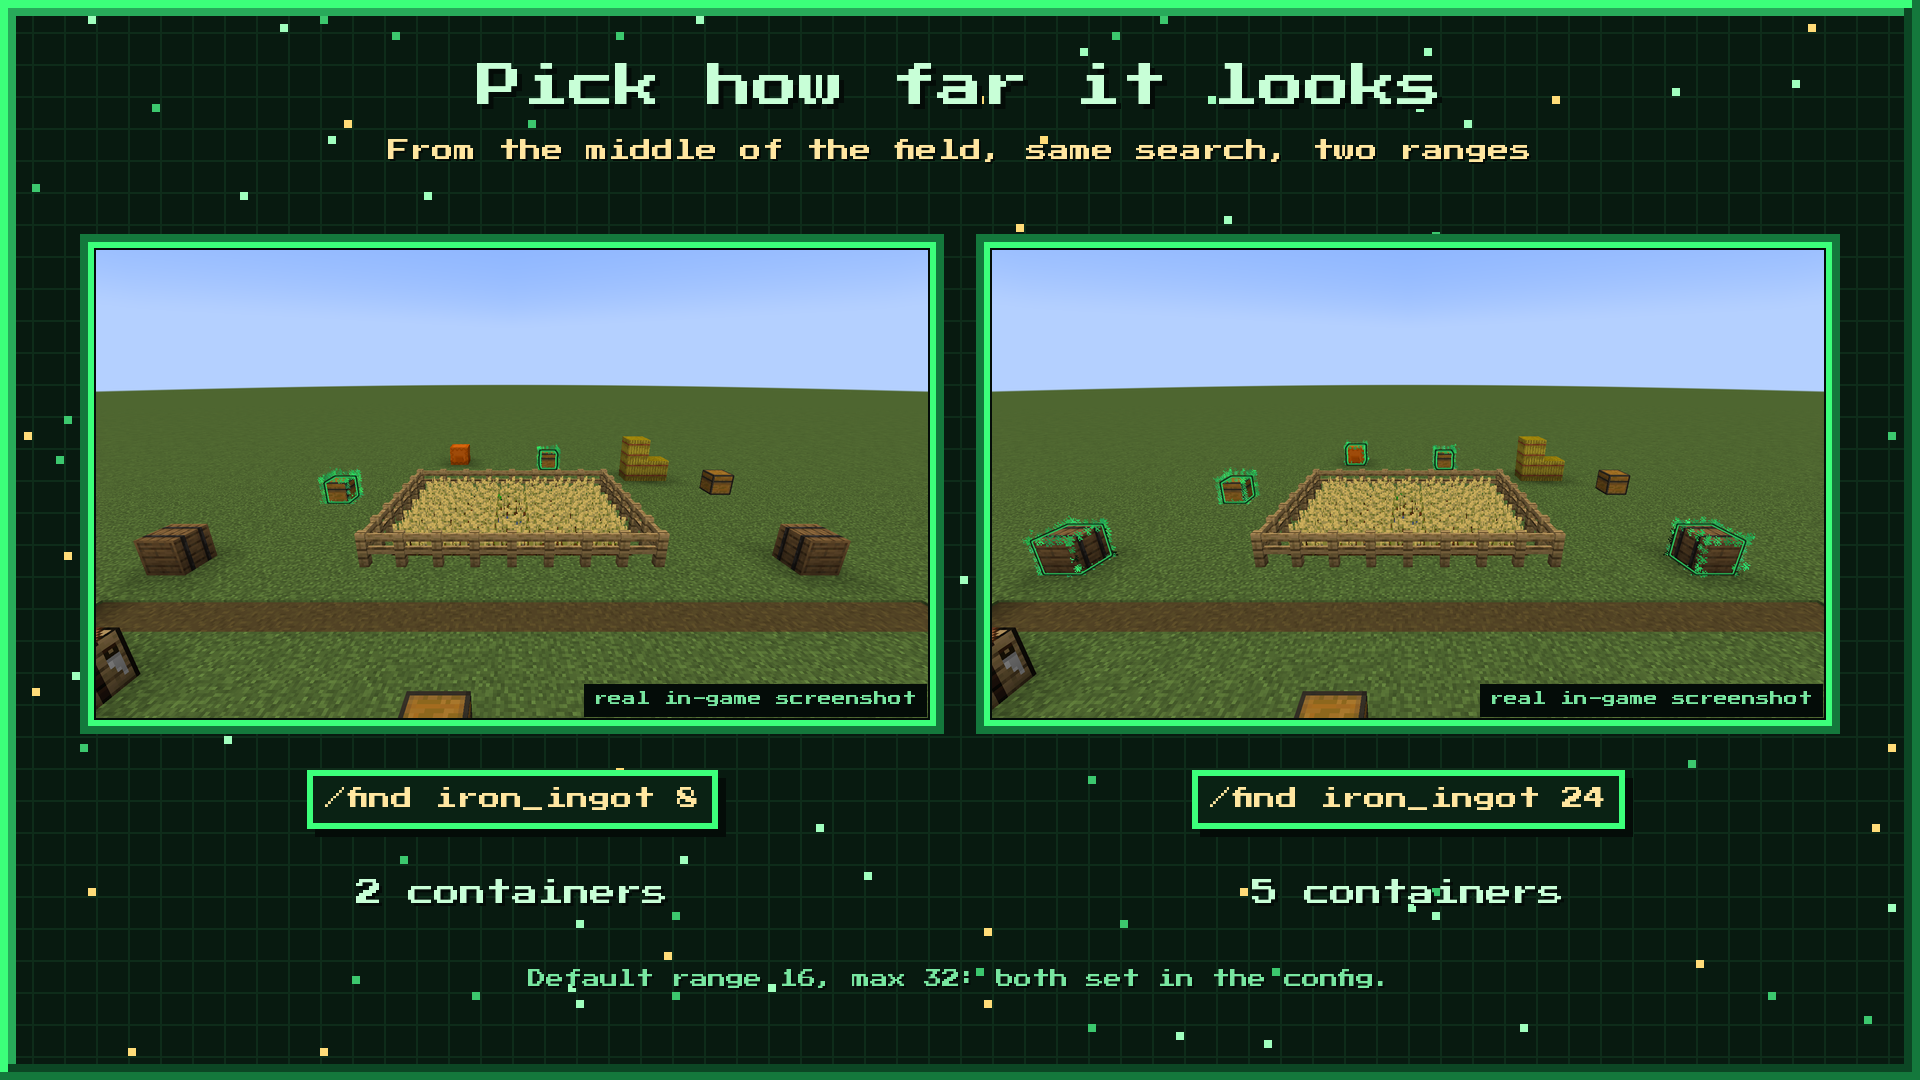 Pick how far it looks
From the middle of the field, same search, two ranges
real in-game screenshot
real in-game screenshot
/find iron_ingot 8
/find iron_ingot 24
2 containers
5 containers
Default range 16, max 32: both set in the config.